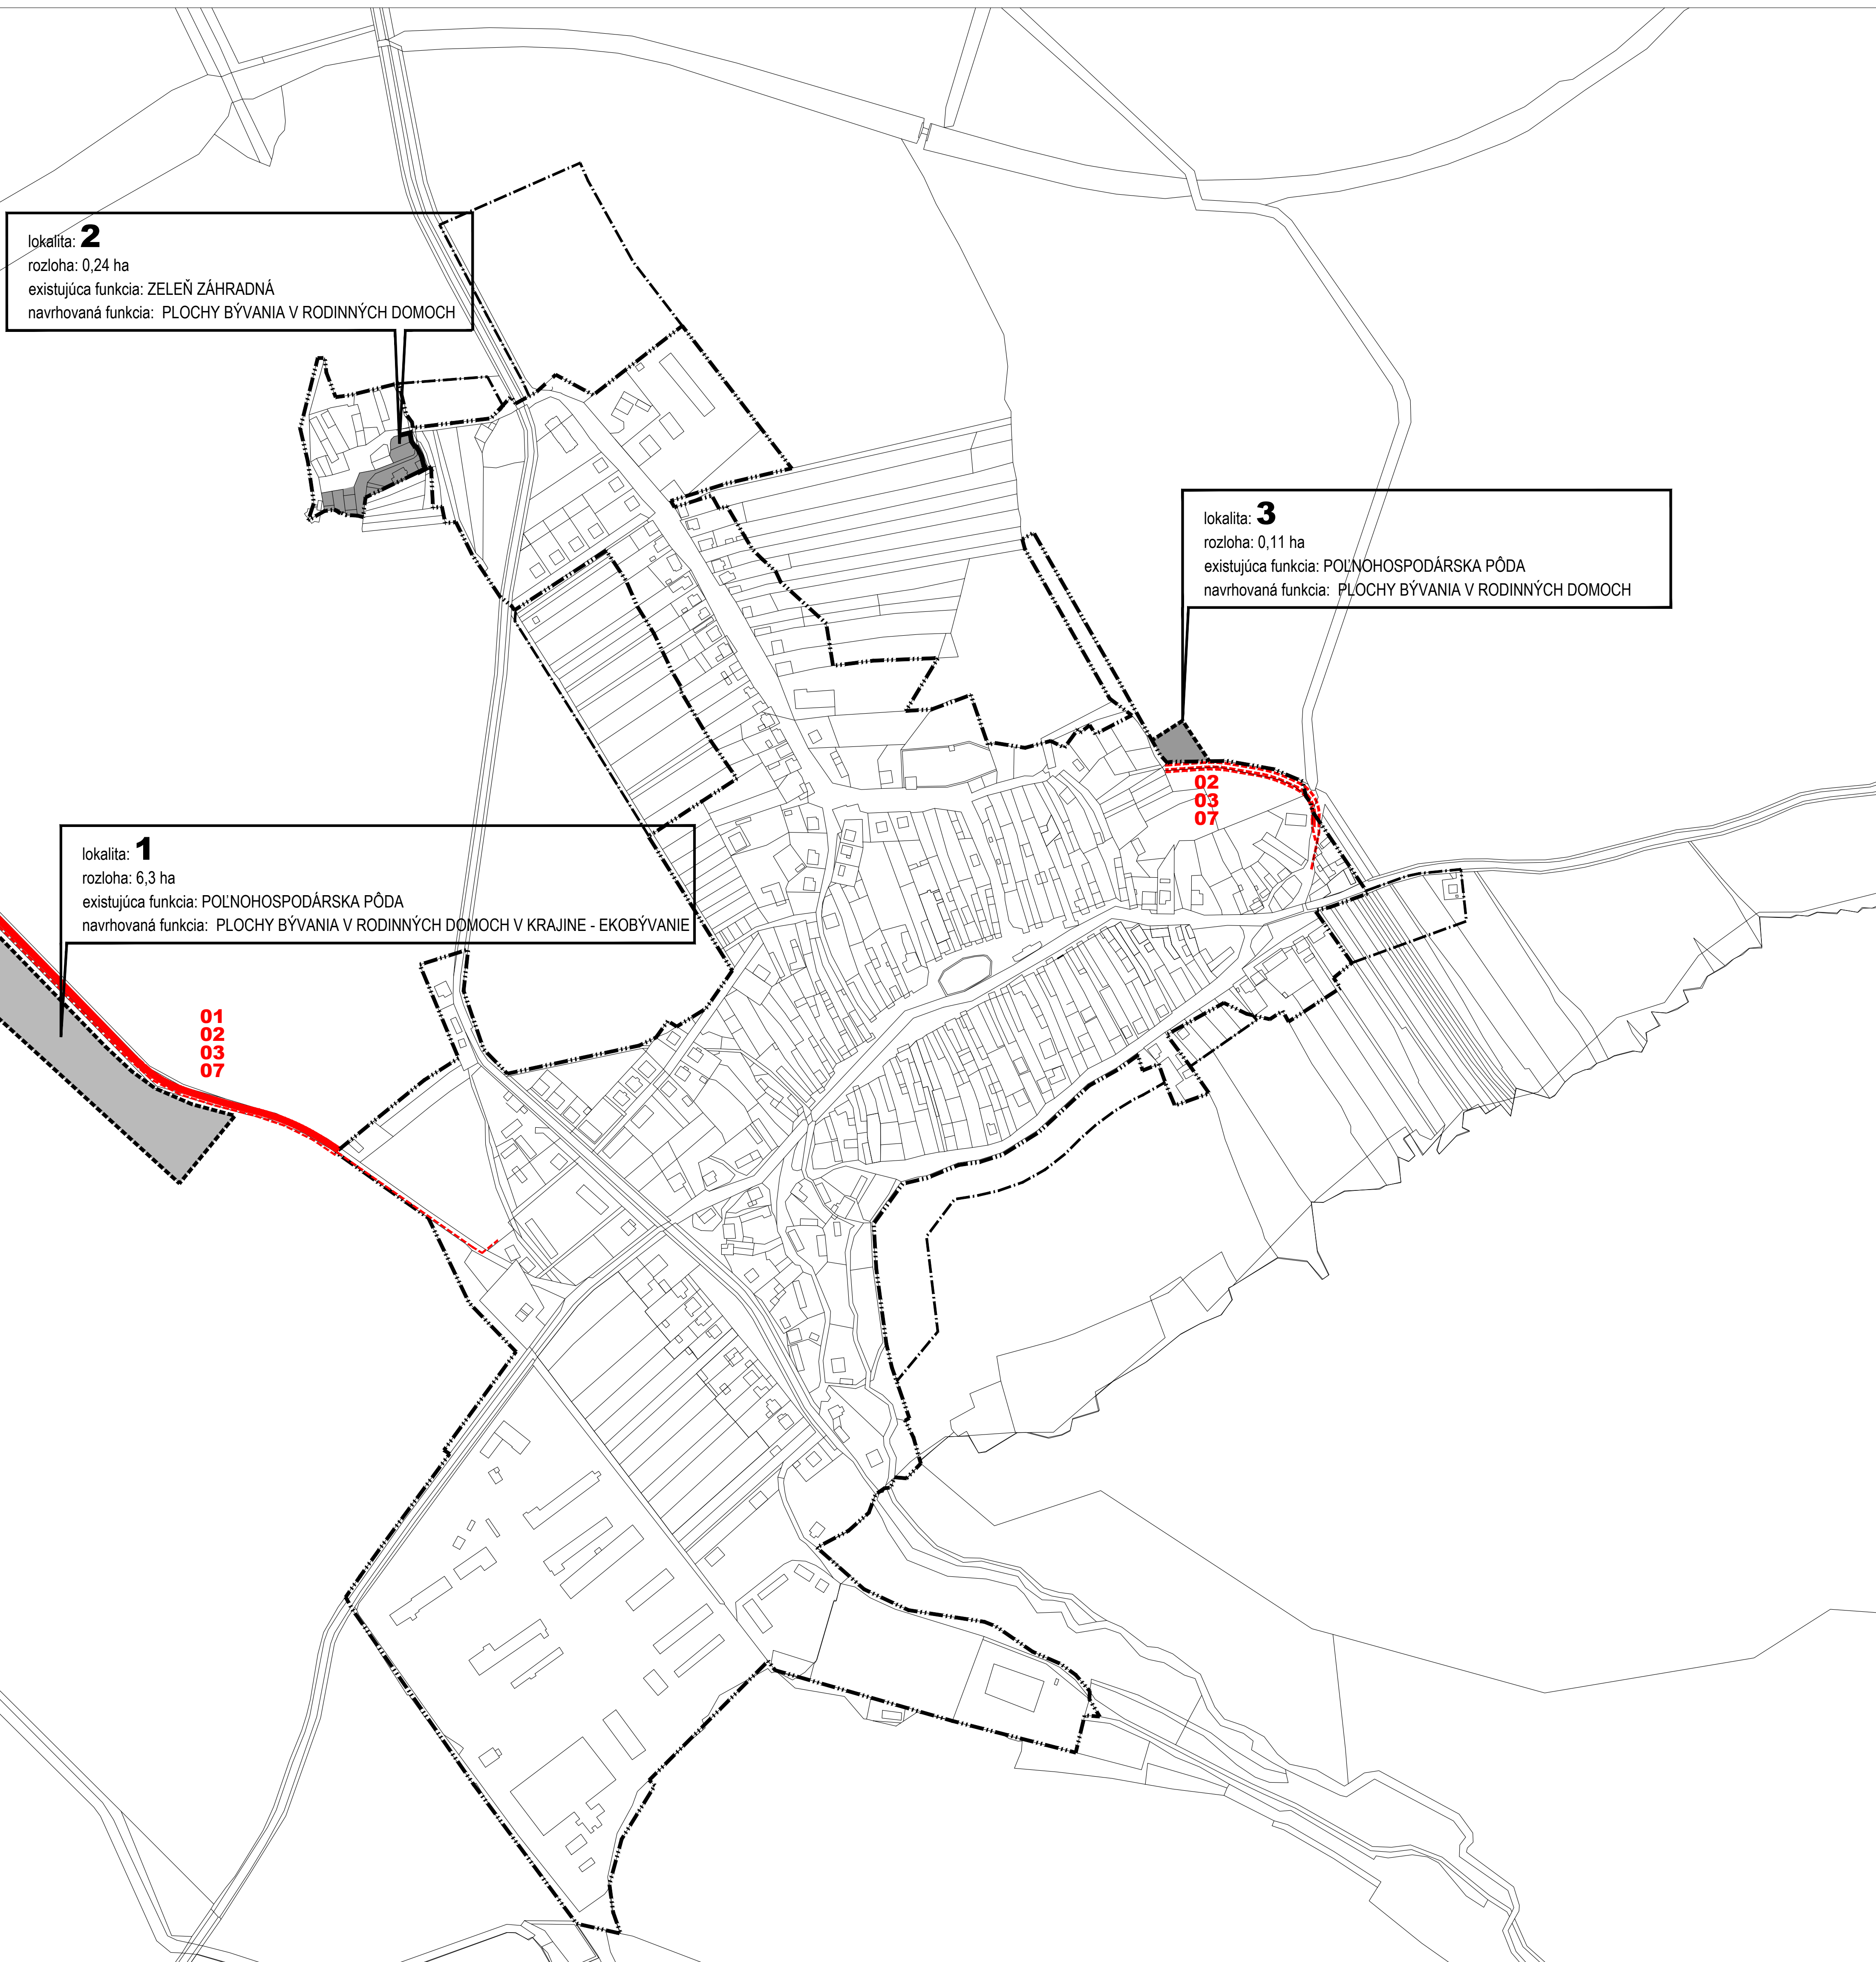 lokalita: 2
rozloha: 0,24 ha
existujúca funkcia: ZELEŇ ZÁHRADNÁ
navrhovaná funkcia: PLOCHY BÝVANIA V RODINNÝCH DOMOCH
lokalita: 3
rozloha: 0,11 ha
existujúca funkcia: POĽNOHOSPODÁRSKA PÔDA
navrhovaná funkcia: PLOCHY BÝVANIA V RODINNÝCH DOMOCH
02
03
07
lokalita: 1
rozloha: 6,3 ha
existujúca funkcia: POĽNOHOSPODÁRSKA PÔDA
navrhovaná funkcia: PLOCHY BÝVANIA V RODINNÝCH DOMOCH V KRAJINE - EKOBÝVANIE
01
02
03
07